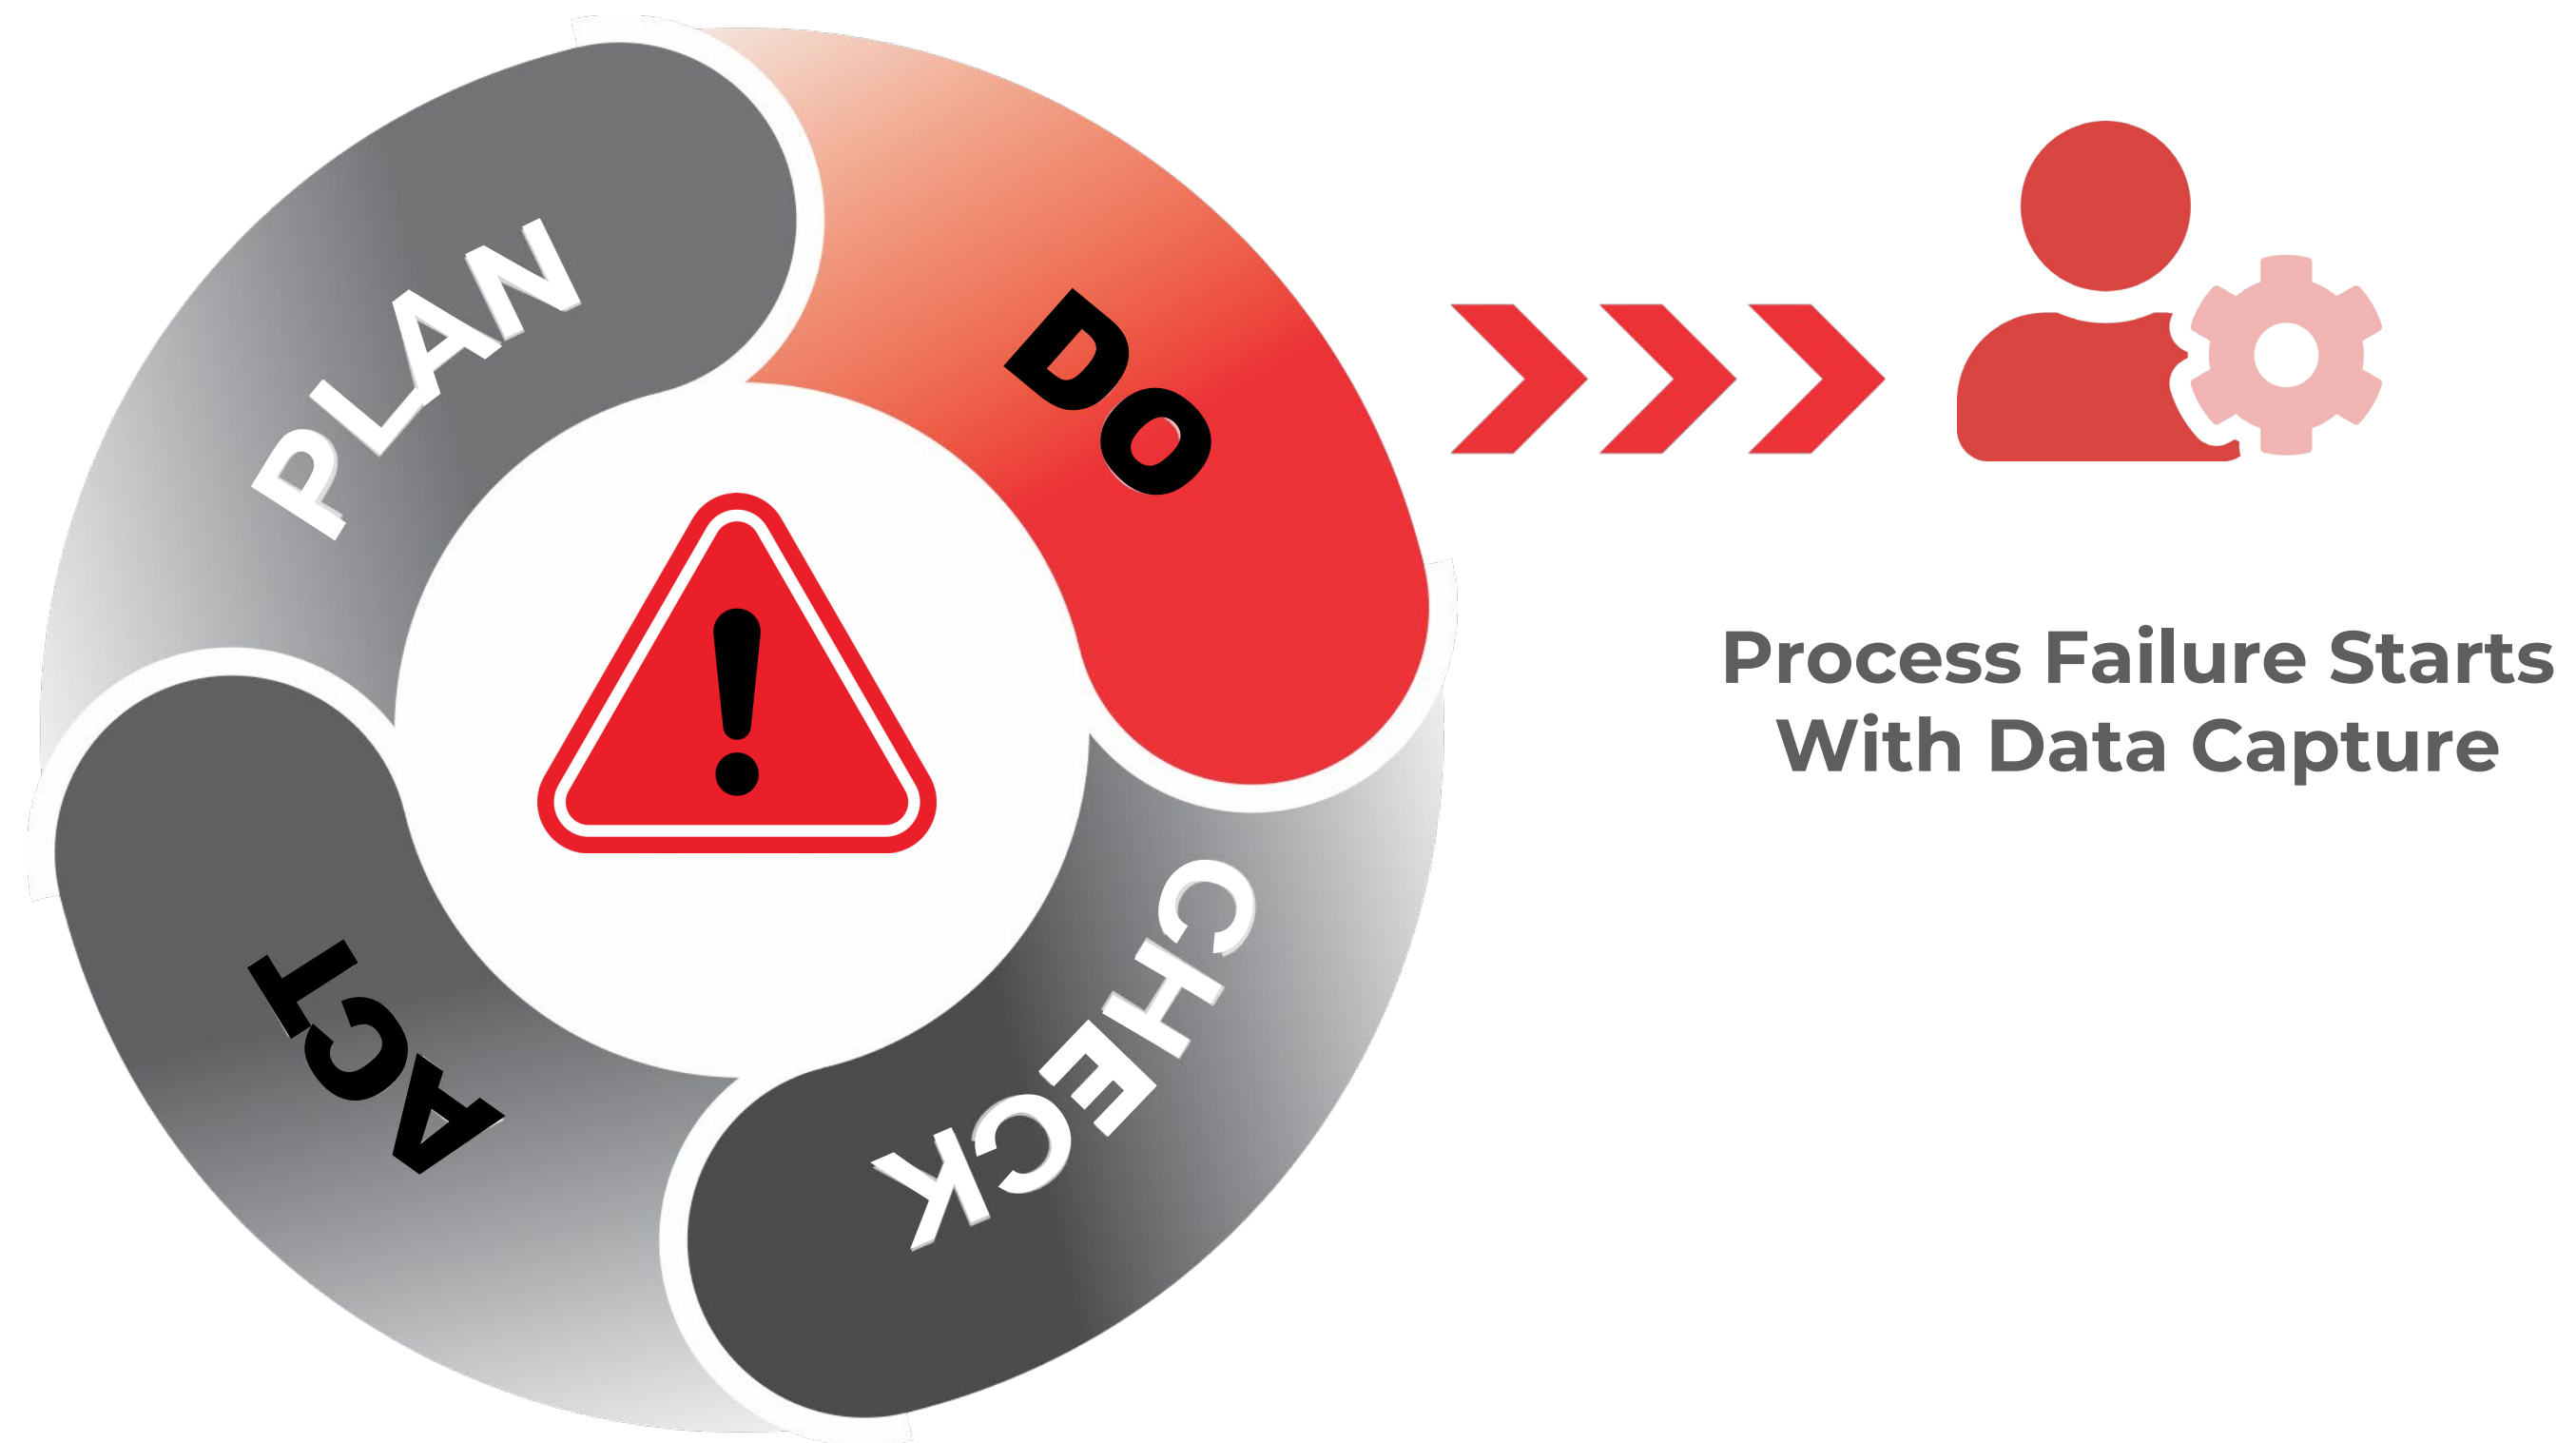 PLAN
DO
CHECK
ACT
Process Failure Starts
With Data Capture